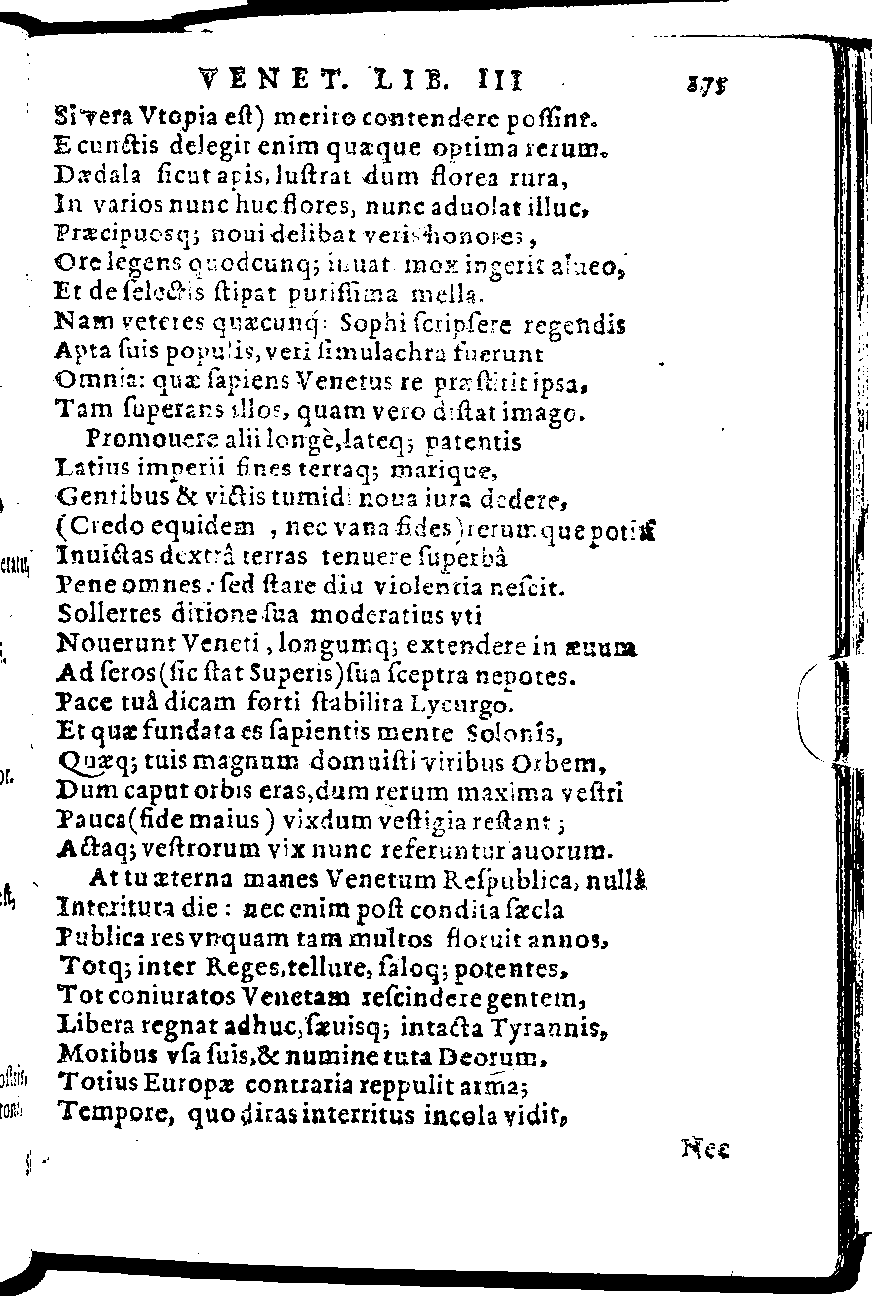 VENET. LIB. III 275
Si vera Vtopia eſt) merito contendere poſſint.
E cunctis delegit enim quæque optima rerum.
Dædala ſicut apis, luſtrat dum florea rura,
In varios nunc huc flores, nunc aduolat illuc,
Præcipuosq; noui delibat veris honores,
Ore legens quodcunq; iuuat mox ingerit alueo,
Et de ſelectis ſtipat puriſſima mella.
Nam veteres quæcunq; Sophi ſcripſere regendis
Apta ſuis populis, veri ſimulachra fuerunt
Omnia: quæ ſapiens Venetus re præſtitit ipsa,
Tam ſuperans illos, quam vero diſtat imago.
Promouere alii longè, lateq; patentis
Latius imperii fines terraq; marique,
Gentibus & victis tumidi noua iura dedere,
(Credo equidem , nec vana fides) rerumque potiti
Inuictas dextrâ terras tenuere ſuperbâ
Pene omnes: ſed ſtare diu violentia neſcit.
Sollertes ditione ſua moderatius vti
Nouerunt Veneti, longumq; extendere in æuum
Ad ſeros (ſic ſtat Superis) ſua ſceptra nepotes.
Pace tuâ dicam forti ſtabilita Lycurgo.
Et quæ fundata es ſapientis mente Solonis,
Quæq; tuis magnum domuiſti viribus Orbem,
Dum caput orbis eras, dum rerum maxima veſtri
Pauca (fide maius) vixdum veſtigia reſtant;
Actaq; veſtrorum vix nunc referuntur auorum.
At tu æterna manes Venetum Reſpublica, nullâ
Interitura die: nec enim poſt condita ſæcla
Publica res vnquam tam multos floruit annos,
Totq; inter Reges, tellure, ſaloq; potentes,
Tot coniuratos Venetam reſcindere gentem,
Libera regnat adhuc, ſæuisq; intacta Tyrannis,
Moribus vſa ſuis, & numine tuta Deorum.
Totius Europæ contraria reppulit arma;
Tempore, quo diras interritus incola vidit,
Nec